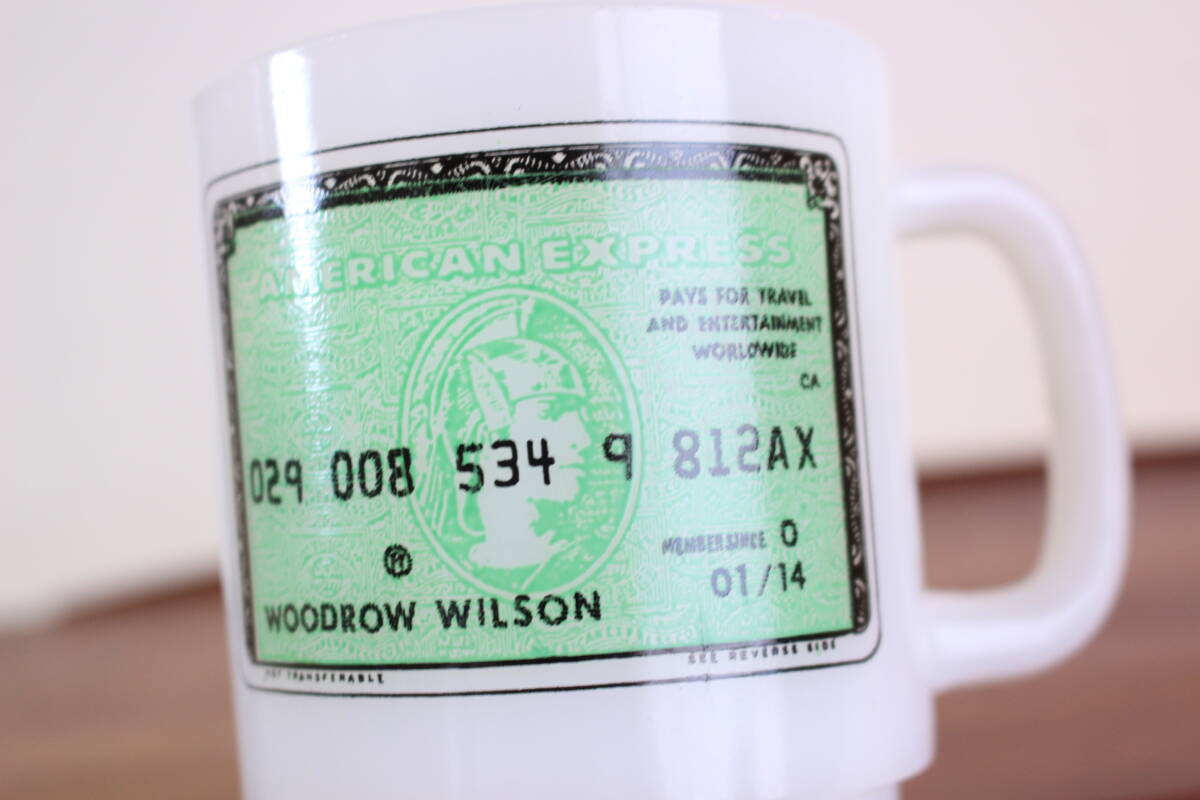 AMERICAN EXPRESS
PAYS FOR TRAVEL
AND ENTERTAINMENT
WORLDWIDE
CA
029 008 534 9 812AX
MEMBER SINCE 0
01/14
WOODROW WILSON
NOT TRANSFERABLE
SEE REVERSE SIDE